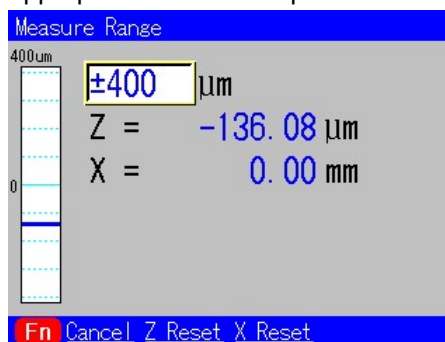 Measure Range
400um
±400 μm
Z = -136.08 μm
X = 0.00 mm
0
Fn Cancel Z Reset X Reset